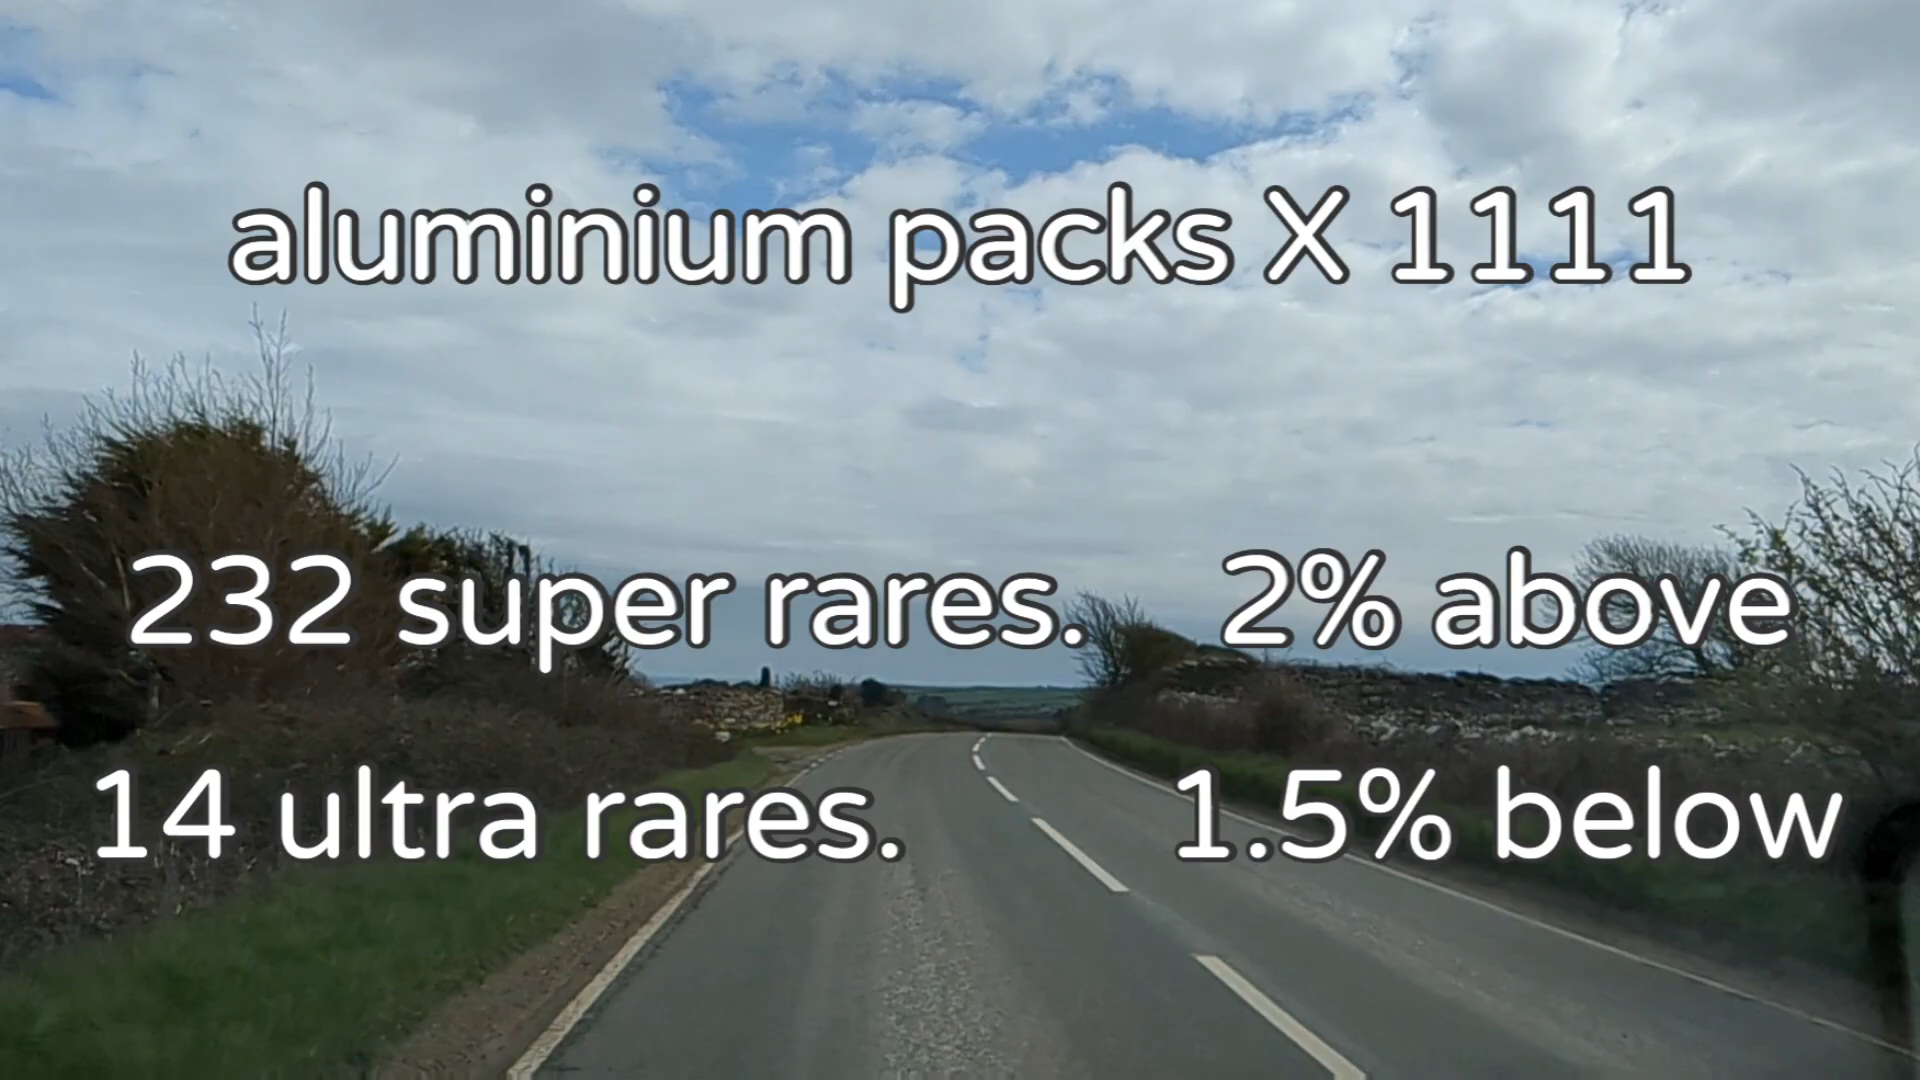 aluminium packs X 1111
232 super rares. 2% above
14 ultra rares. 1.5% below